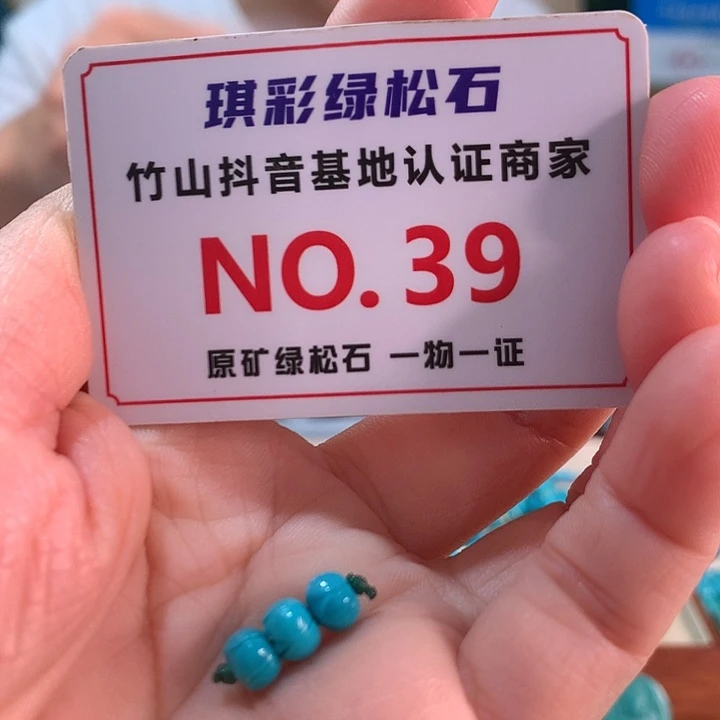 琪彩绿松石
竹山抖音基地认证商家
NO.39
原矿绿松石 一物一证